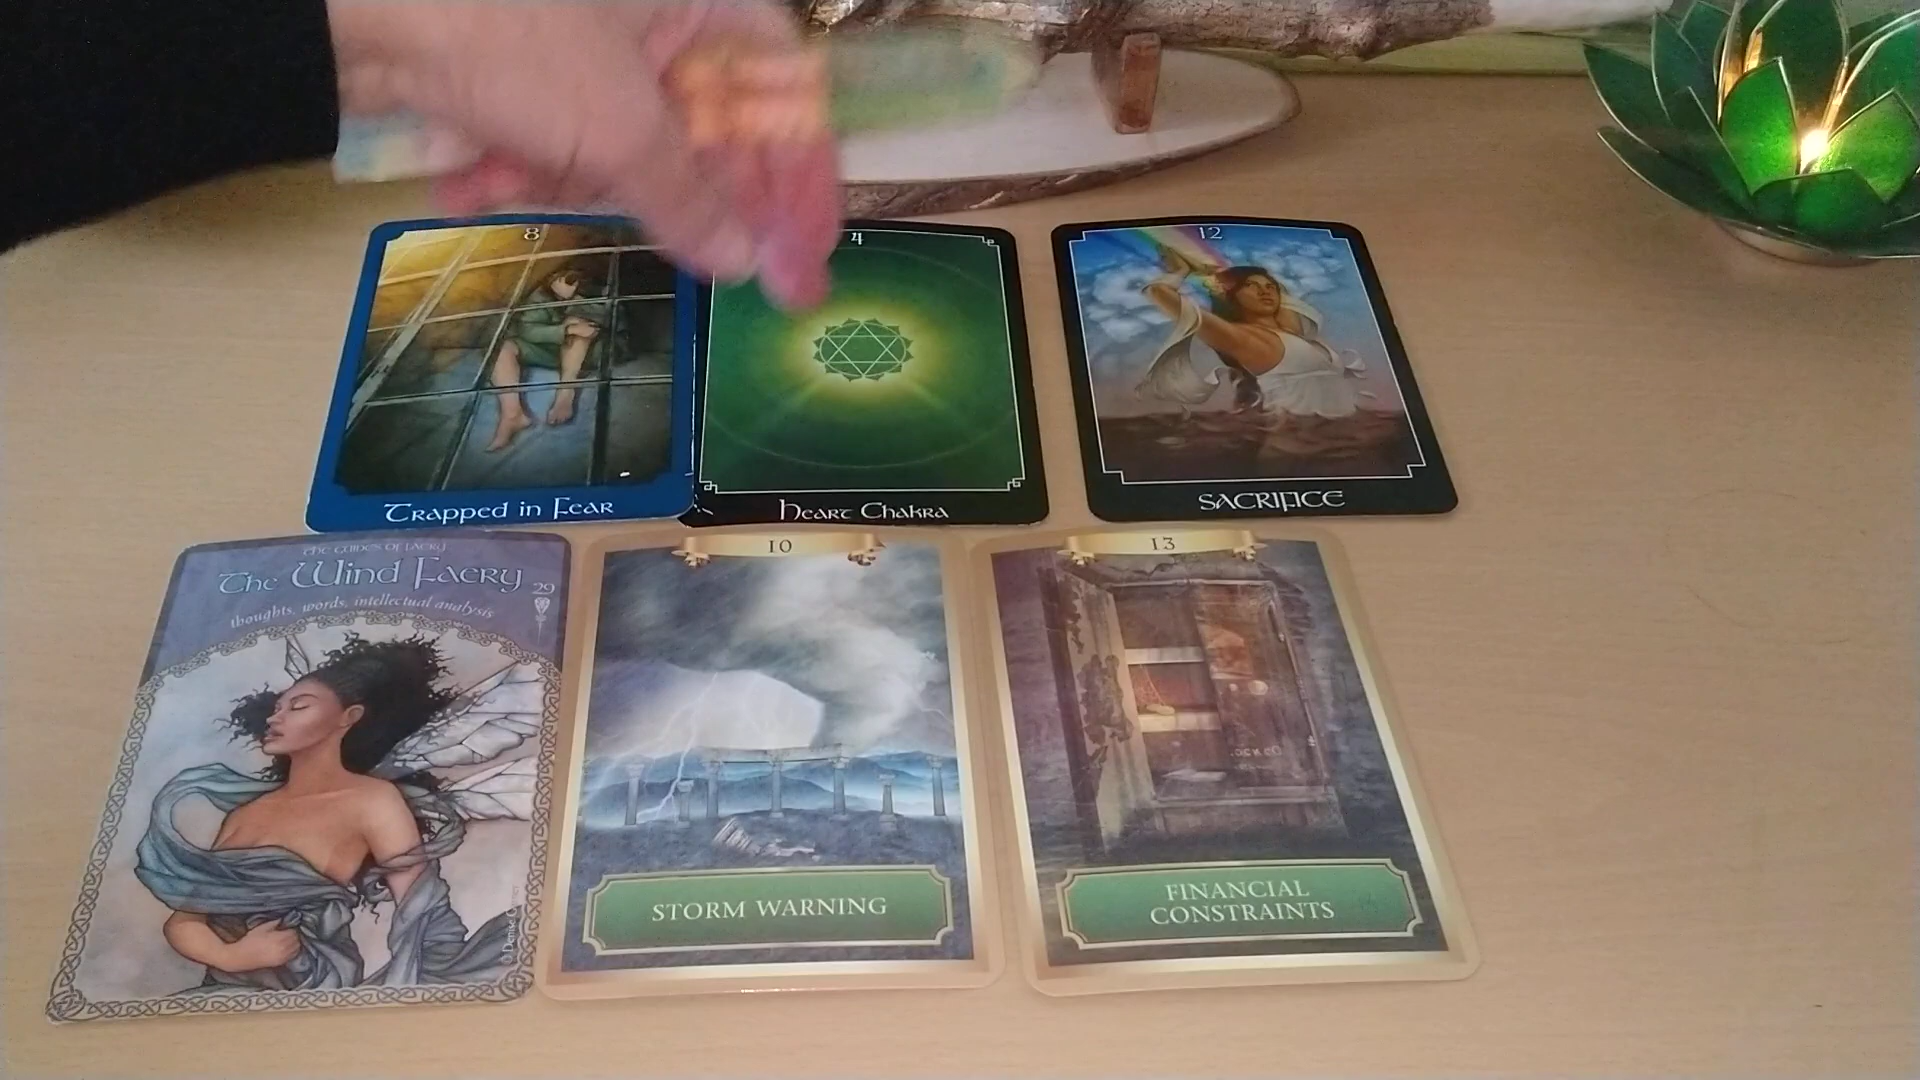 8
4
12
Trapped in Fear
Heart Chakra
SACRIFICE
The Guides of Faery
The Wind Faery
29
thoughts, words, intellectual analysis
10
STORM WARNING
13
FINANCIAL
CONSTRAINTS